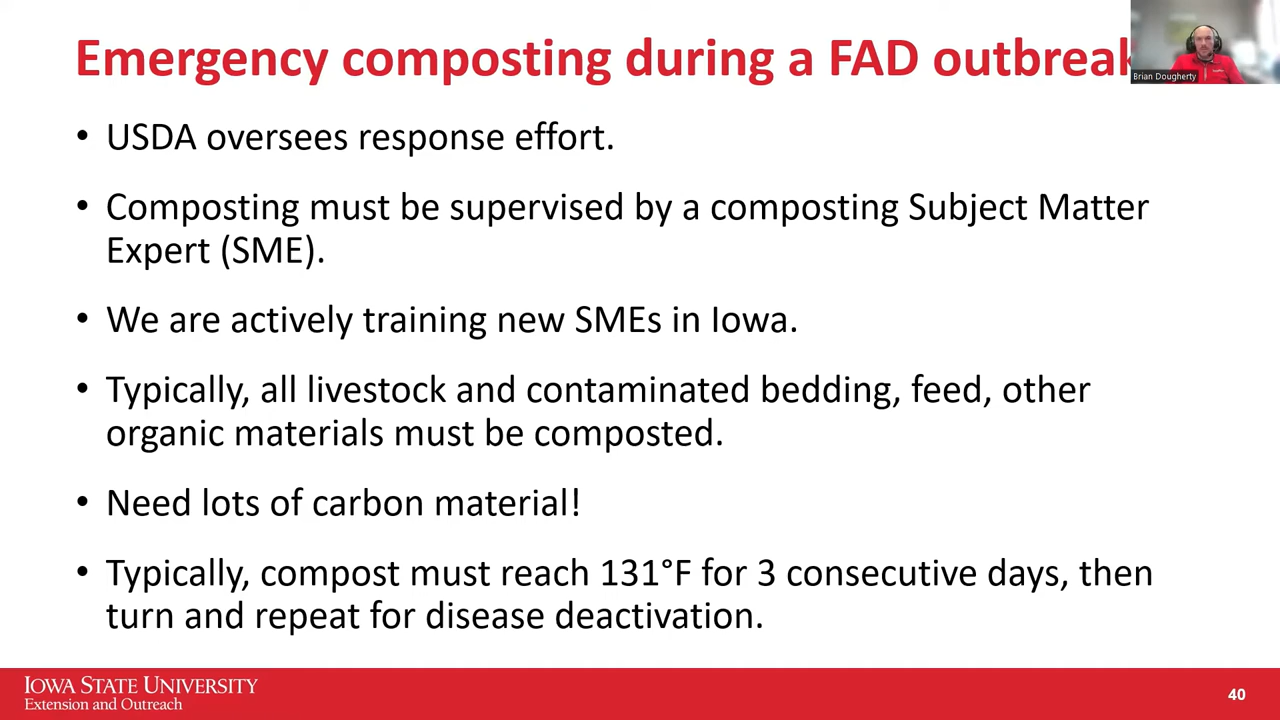 Emergency composting during a FAD outbreak
Brian Dougherty
• USDA oversees response effort.
• Composting must be supervised by a composting Subject Matter
Expert (SME).
• We are actively training new SMEs in Iowa.
• Typically, all livestock and contaminated bedding, feed, other
organic materials must be composted.
• Need lots of carbon material!
• Typically, compost must reach 131°F for 3 consecutive days, then
turn and repeat for disease deactivation.
IOWA STATE UNIVERSITY
Extension and Outreach
40